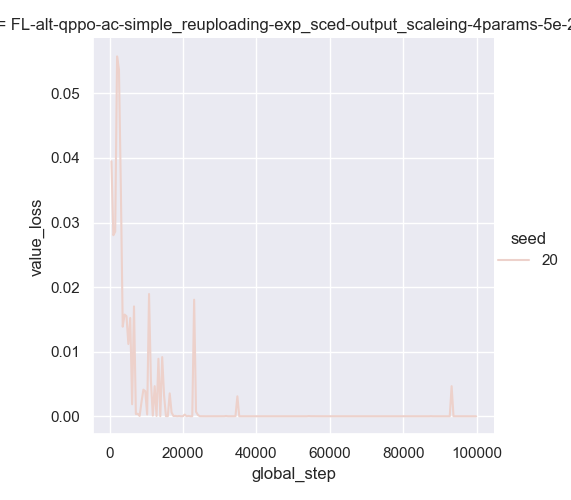 = FL-alt-qppo-ac-simple_reuploading-exp_sced-output_scaleing-4params-5e-2
0.05
0.04
0.03
0.02
0.01
0.00
value_loss
0 20000 40000 60000 80000 100000
global_step
seed
20